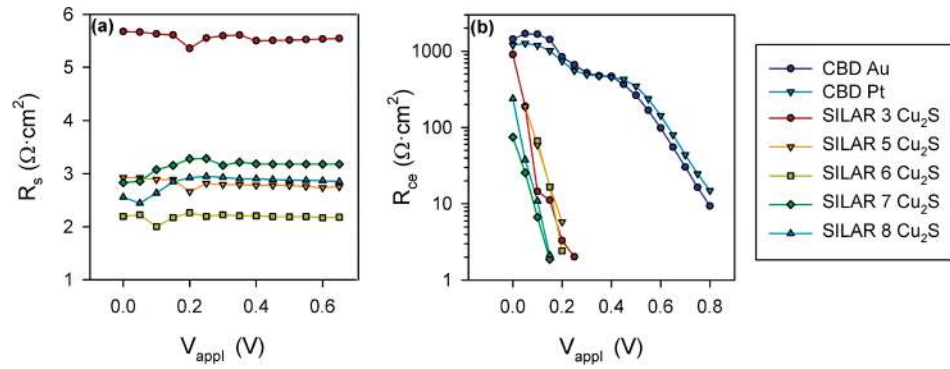 (a)
6
5
4
3
2
1
R_s (Ω·cm²)
0.0 0.2 0.4 0.6
V_appl (V)
(b)
1000
100
10
1
R_ce (Ω·cm²)
0.0 0.2 0.4 0.6 0.8
V_appl (V)
CBD Au
CBD Pt
SILAR 3 Cu₂S
SILAR 5 Cu₂S
SILAR 6 Cu₂S
SILAR 7 Cu₂S
SILAR 8 Cu₂S